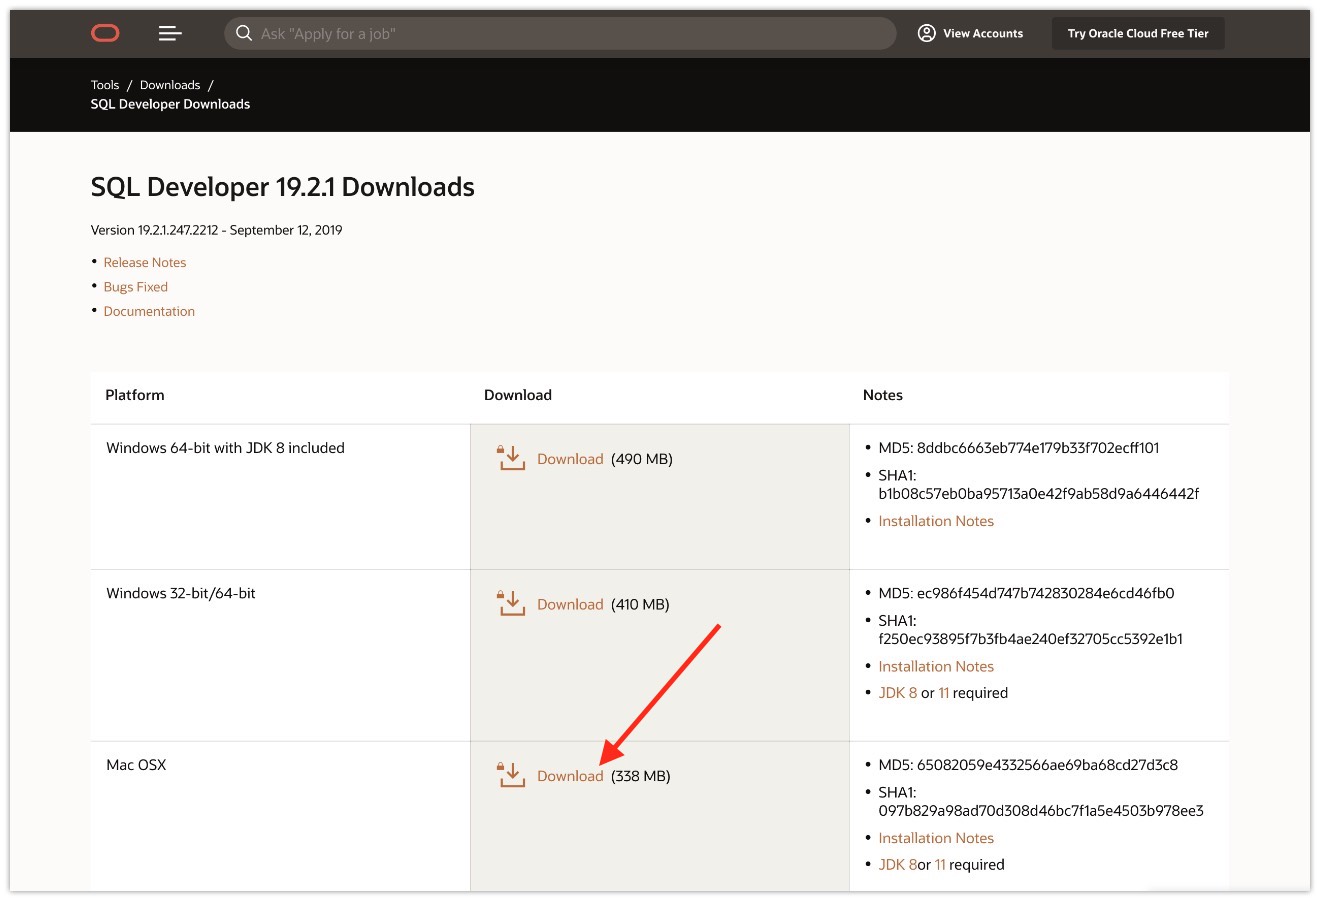 Ask "Apply for a job"
View Accounts
Try Oracle Cloud Free Tier
Tools / Downloads /
SQL Developer Downloads
SQL Developer 19.2.1 Downloads
Version 19.2.1.247.2212 - September 12, 2019
• Release Notes
• Bugs Fixed
• Documentation
Platform Download Notes
Windows 64-bit with JDK 8 included
Download (490 MB)
• MD5: 8ddbc6663eb774e179b33f702ecff101
• SHA1:
b1b08c57eb0ba95713a0e42f9ab58d9a6446442f
• Installation Notes
Windows 32-bit/64-bit
Download (410 MB)
• MD5: ec986f454d747b742830284e6cd46fb0
• SHA1:
f250ec93895f7b3fb4ae240ef32705cc5392e1b1
• Installation Notes
• JDK 8 or 11 required
Mac OSX
Download (338 MB)
• MD5: 65082059e4332566ae69ba68cd27d3c8
• SHA1:
097b829a98ad70d308d46bc7f1a5e4503b978ee3
• Installation Notes
• JDK 8or 11 required